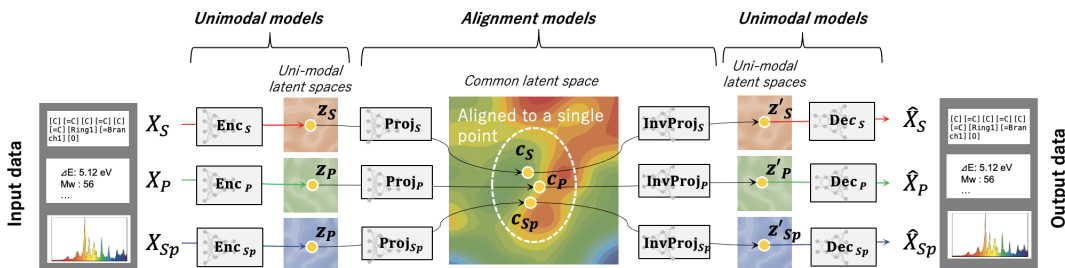 Unimodal models
Alignment models
Unimodal models
Uni-modal
latent spaces
Common latent space
Uni-modal
latent spaces
Input data
[C][=C][C][=C][C]
[=C][Ring1][=Bran
ch1][O]
X_S
Enc_S
z_S
Proj_S
Aligned to a single
point
c_S
InvProj_S
z'_S
Dec_S
X̂_S
[C][=C][C][=C][C]
[=C][Ring1][=Bran
ch1][O]
⊿E: 5.12 eV
Mw : 56
...
X_P
Enc_P
z_P
Proj_P
c_P
InvProj_P
z'_P
Dec_P
X̂_P
⊿E: 5.12 eV
Mw : 56
...
X_Sp
Enc_Sp
z_P
Proj_Sp
c_Sp
InvProj_Sp
z'_Sp
Dec_Sp
X̂_Sp
Output data